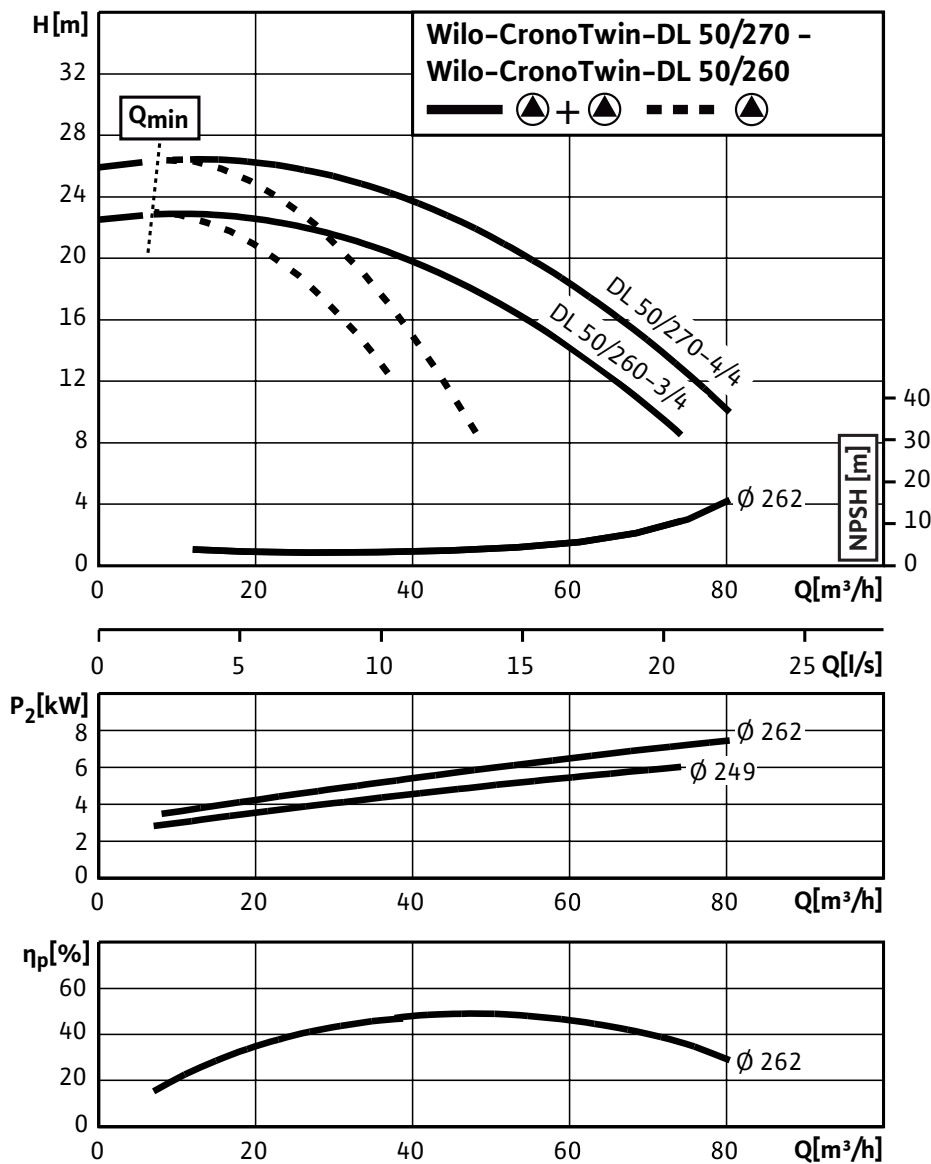 H[m]
Wilo-CronoTwin-DL 50/270 –
Wilo-CronoTwin-DL 50/260
+
32
28
24
20
16
12
8
4
0
Qmin
DL 50/270-4/4
DL 50/260-3/4
Ø 262
40
30
20
10
0
NPSH [m]
20 40 60 80 Q[m³/h]
0 5 10 15 20 25 Q[l/s]
P2[kW]
8
6
4
2
0
Ø 262
Ø 249
0 20 40 60 80 Q[m³/h]
ηp[%]
60
40
20
0
Ø 262
0 20 40 60 80 Q[m³/h]